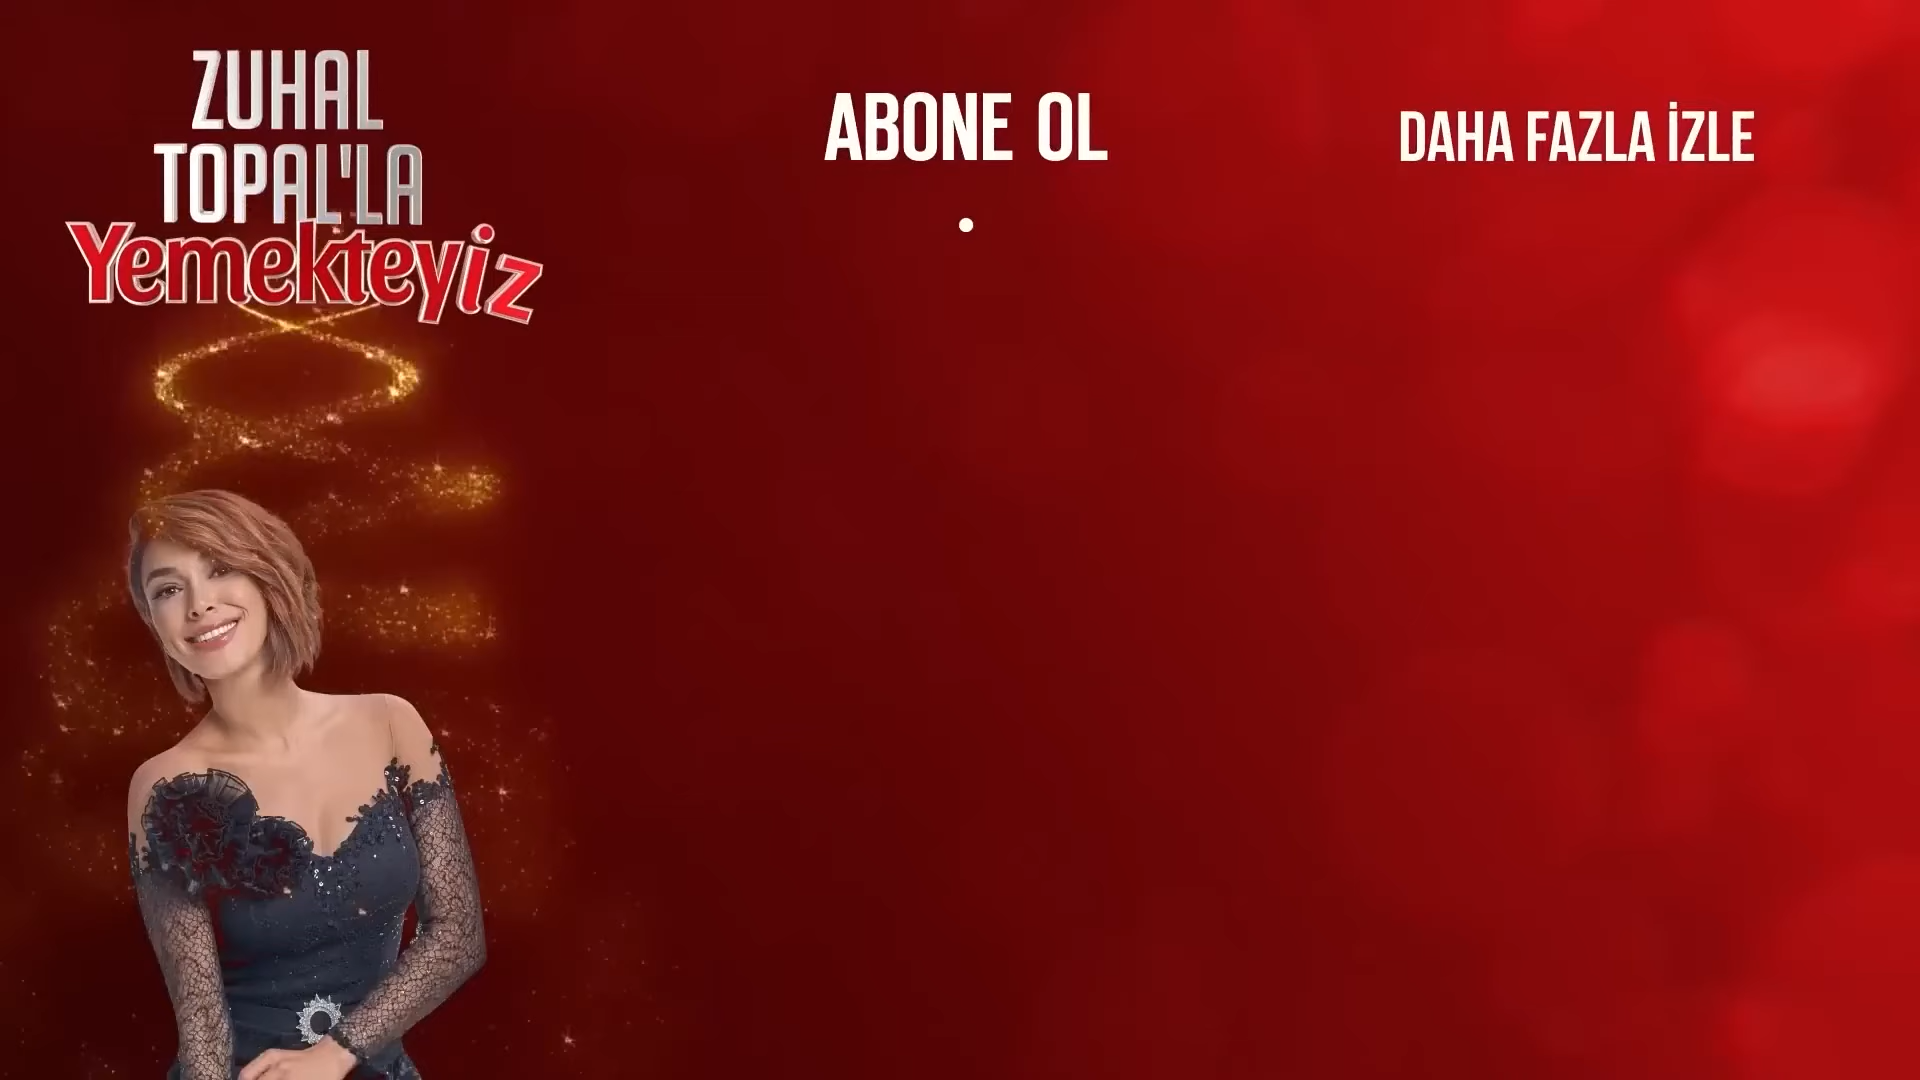 ZUHAL
TOPAL'LA
Yemekteyiz
ABONE OL
DAHA FAZLA İZLE